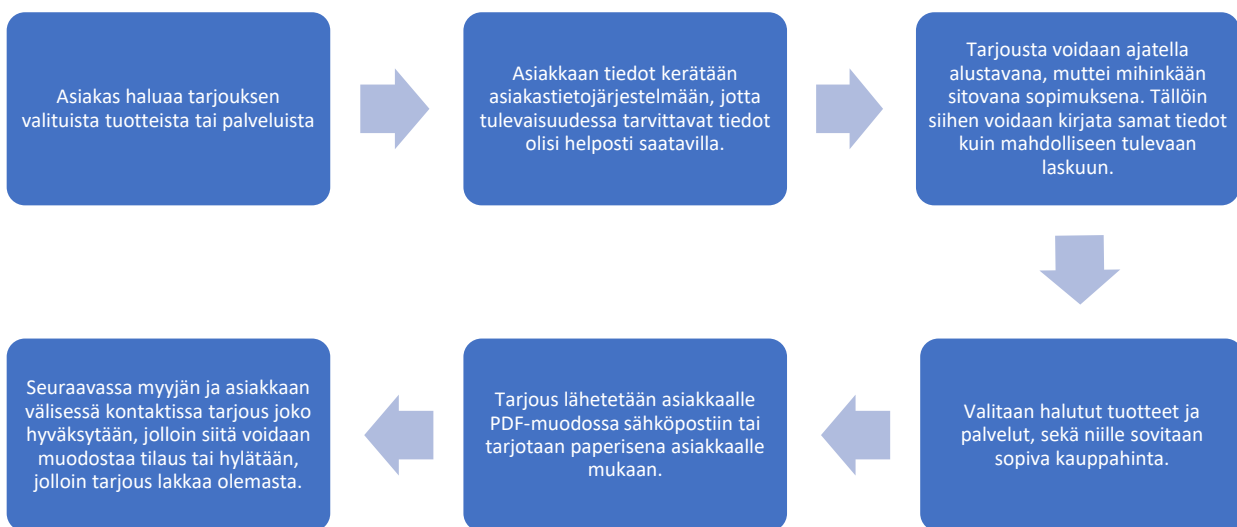 Asiakas haluaa tarjouksen
valituista tuotteista tai palveluista
Asiakkaan tiedot kerätään
asiakastietojärjestelmään, jotta
tulevaisuudessa tarvittavat tiedot
olisi helposti saatavilla.
Tarjousta voidaan ajatella
alustavana, muttei mihinkään
sitovana sopimuksena. Tällöin
siihen voidaan kirjata samat tiedot
kuin mahdolliseen tulevaan
laskuun.
Valitaan halutut tuotteet ja
palvelut, sekä niille sovitaan
sopiva kauppahinta.
Tarjous lähetetään asiakkaalle
PDF-muodossa sähköpostiin tai
tarjotaan paperisena asiakkaalle
mukaan.
Seuraavassa myyjän ja asiakkaan
välisessä kontaktissa tarjous joko
hyväksytään, jolloin siitä voidaan
muodostaa tilaus tai hylätään,
jolloin tarjous lakkaa olemasta.